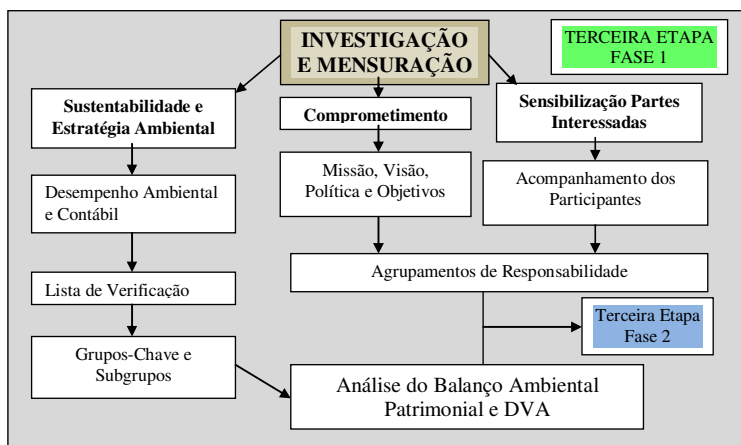 INVESTIGAÇÃO
E MENSURAÇÃO
TERCEIRA ETAPA
FASE 1
Sustentabilidade e
Estratégia Ambiental
Comprometimento
Sensibilização Partes
Interessadas
Desempenho Ambiental
e Contábil
Missão, Visão,
Política e Objetivos
Acompanhamento dos
Participantes
Lista de Verificação
Agrupamentos de Responsabilidade
Terceira Etapa
Fase 2
Grupos-Chave e
Subgrupos
Análise do Balanço Ambiental
Patrimonial e DVA